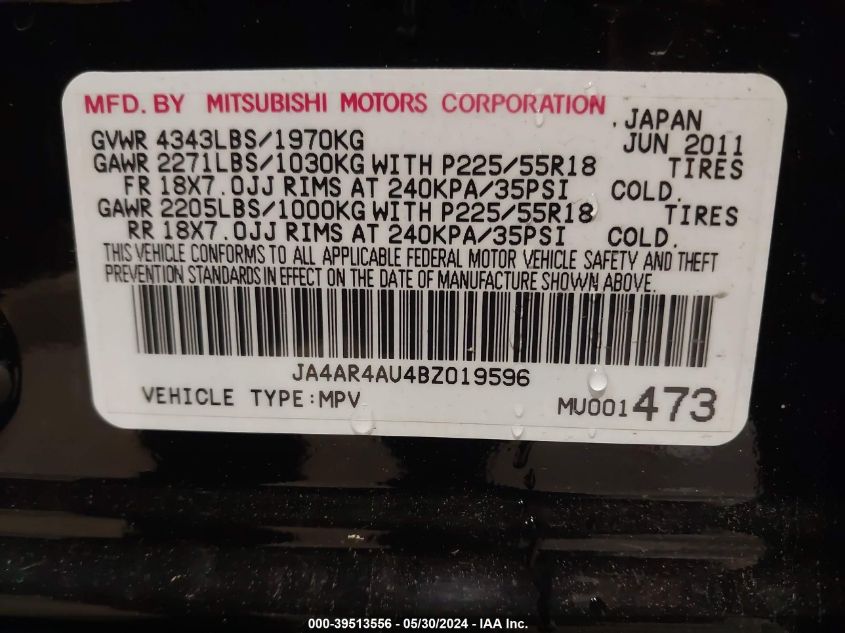 MFD. BY MITSUBISHI MOTORS CORPORATION
. JAPAN
GVWR 4343LBS/1970KG JUN 2011
GAWR 2271LBS/1030KG WITH P225/55R18 TIRES
FR 18X7.0JJ RIMS AT 240KPA/35PSI COLD.
GAWR 2205LBS/1000KG WITH P225/55R18 TIRES
RR 18X7.0JJ RIMS AT 240KPA/35PSI COLD.
THIS VEHICLE CONFORMS TO ALL APPLICABLE FEDERAL MOTOR VEHICLE SAFETY AND THEFT
PREVENTION STANDARDS IN EFFECT ON THE DATE OF MANUFACTURE SHOWN ABOVE.
JA4AR4AU4BZ019596
VEHICLE TYPE:MPV MU001473
000-39513556 - 05/30/2024 - IAA Inc.